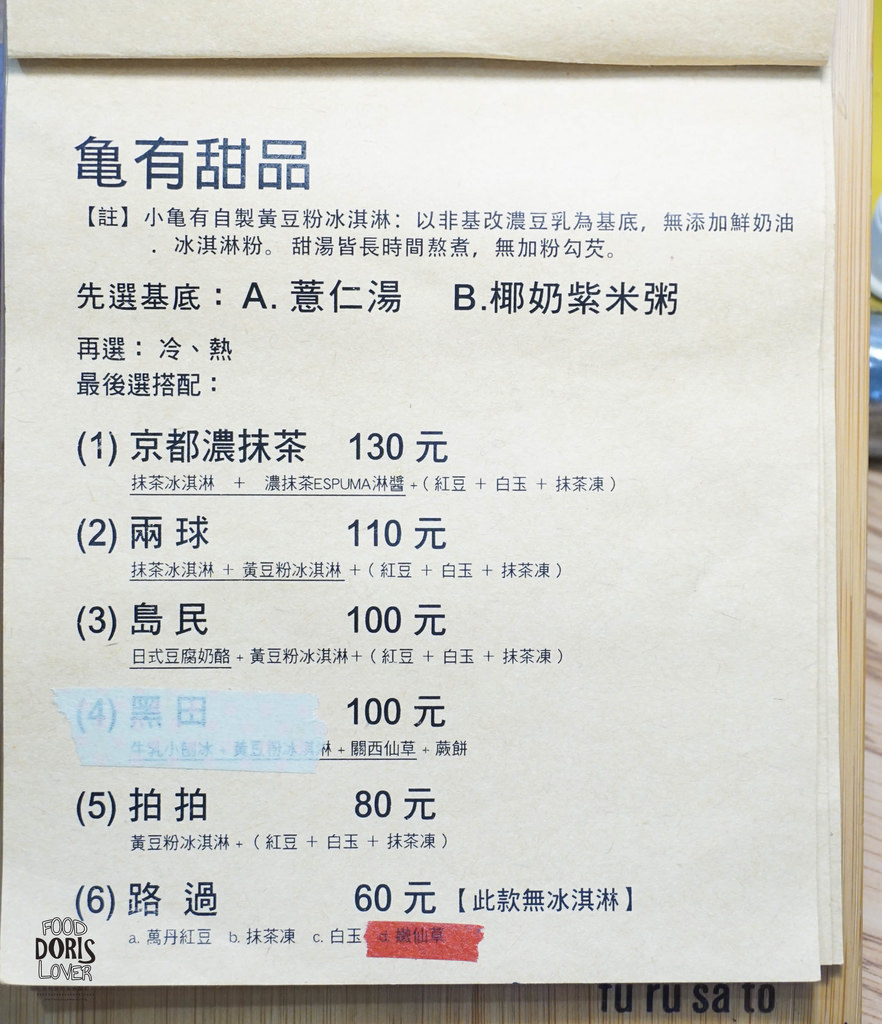 亀有甜品
【註】小亀有自製黃豆粉冰淇淋：以非基改濃豆乳為基底，無添加鮮奶油
．冰淇淋粉。甜湯皆長時間熬煮，無加粉勾芡。
先選基底：A. 薏仁湯 B.椰奶紫米粥
再選：冷、熱
最後選搭配：
(1) 京都濃抹茶 130 元
抹茶冰淇淋 + 濃抹茶ESPUMA淋醬 +（紅豆 + 白玉 + 抹茶凍）
(2) 兩球 110 元
抹茶冰淇淋 + 黃豆粉冰淇淋 +（紅豆 + 白玉 + 抹茶凍）
(3) 島民 100 元
日式豆腐奶酪 + 黃豆粉冰淇淋+（紅豆 + 白玉 + 抹茶凍）
(4) 黑田 100 元
牛乳小刨冰 + 黃豆粉冰淇淋 + 關西仙草 + 蕨餅
(5) 拍拍 80 元
黃豆粉冰淇淋 +（紅豆 + 白玉 + 抹茶凍）
(6) 路過 60 元【此款無冰淇淋】
a. 萬丹紅豆 b. 抹茶凍 c. 白玉 d. 嫩仙草
FOOD
DORIS
LOVER
fu ru sa to